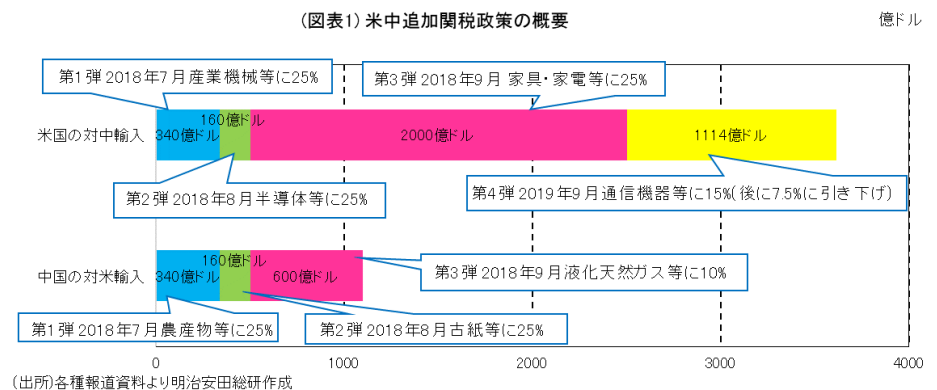 (図表1) 米中追加関税政策の概要
億ドル
第1弾2018年7月産業機械等に25%
第3弾2018年9月 家具・家電等に25%
米国の対中輸入
340億ドル
160億ドル
2000億ドル
1114億ドル
第2弾2018年8月半導体等に25%
第4弾2019年9月通信機器等に15%(後に7.5%に引き下げ)
中国の対米輸入
340億ドル
160億ドル
600億ドル
第3弾2018年9月液化天然ガス等に10%
第1弾2018年7月農産物等に25%
第2弾2018年8月古紙等に25%
0
1000
2000
3000
4000
(出所)各種報道資料より明治安田総研作成